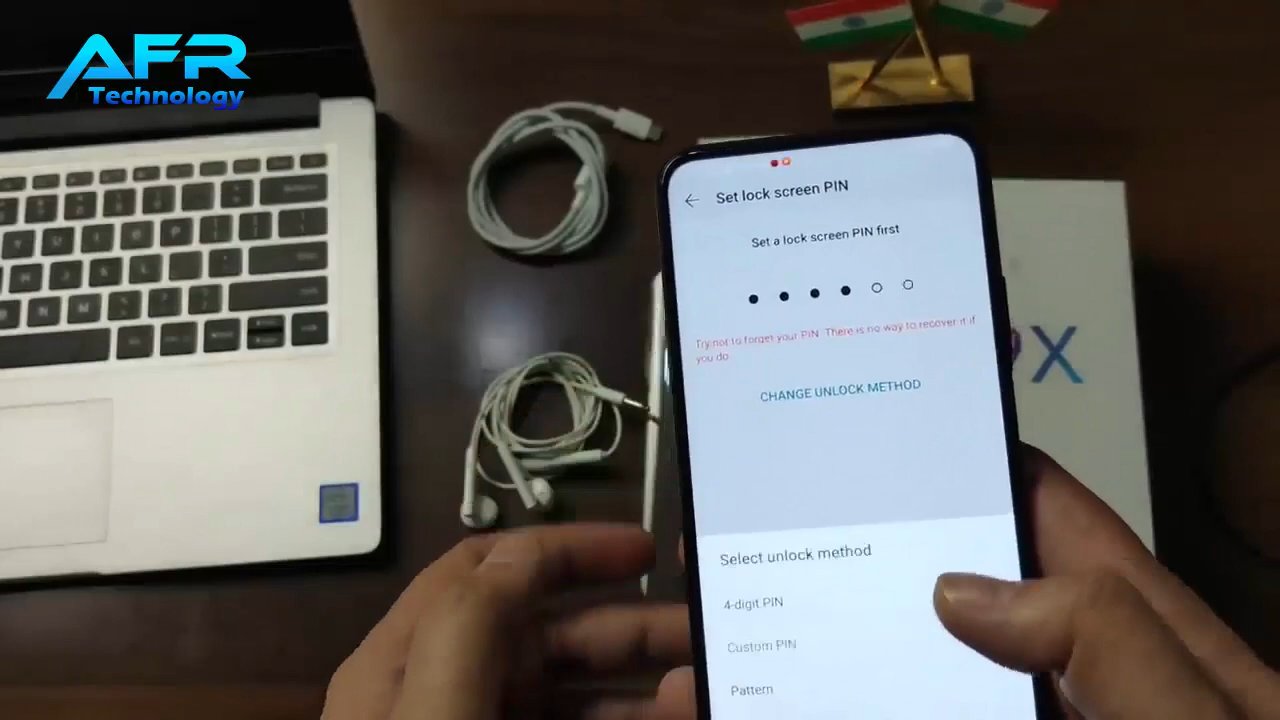 AFR
Technology
Set lock screen PIN
Set a lock screen PIN first
Try not to forget your PIN. There is no way to recover it if
you do.
CHANGE UNLOCK METHOD
X
Select unlock method
4-digit PIN
Custom PIN
Pattern